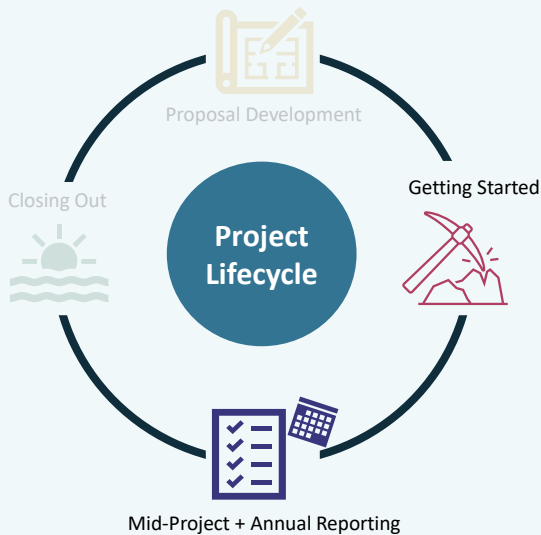 Proposal Development
Getting Started
Closing Out
Project
Lifecycle
Mid-Project + Annual Reporting